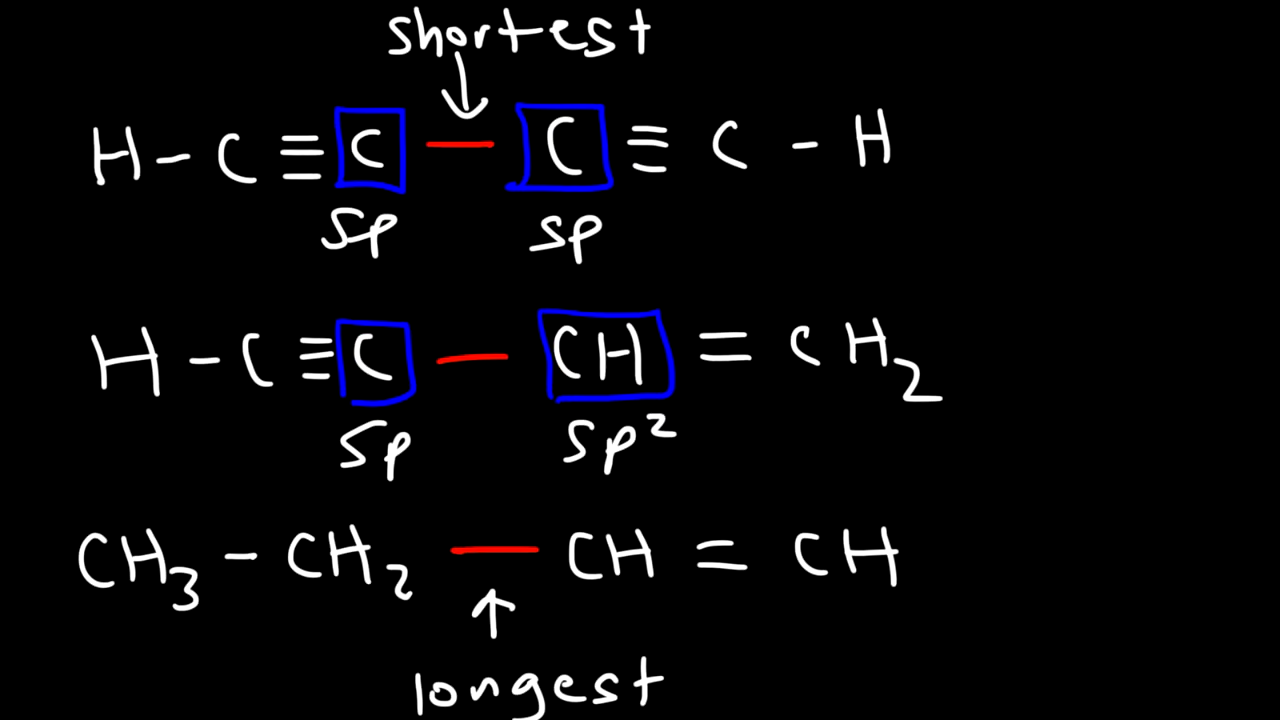 shortest
H - C ≡ C — C ≡ C - H
sp sp
H - C ≡ C — CH = CH₂
sp sp²
CH₃ - CH₂ — CH = CH
longest